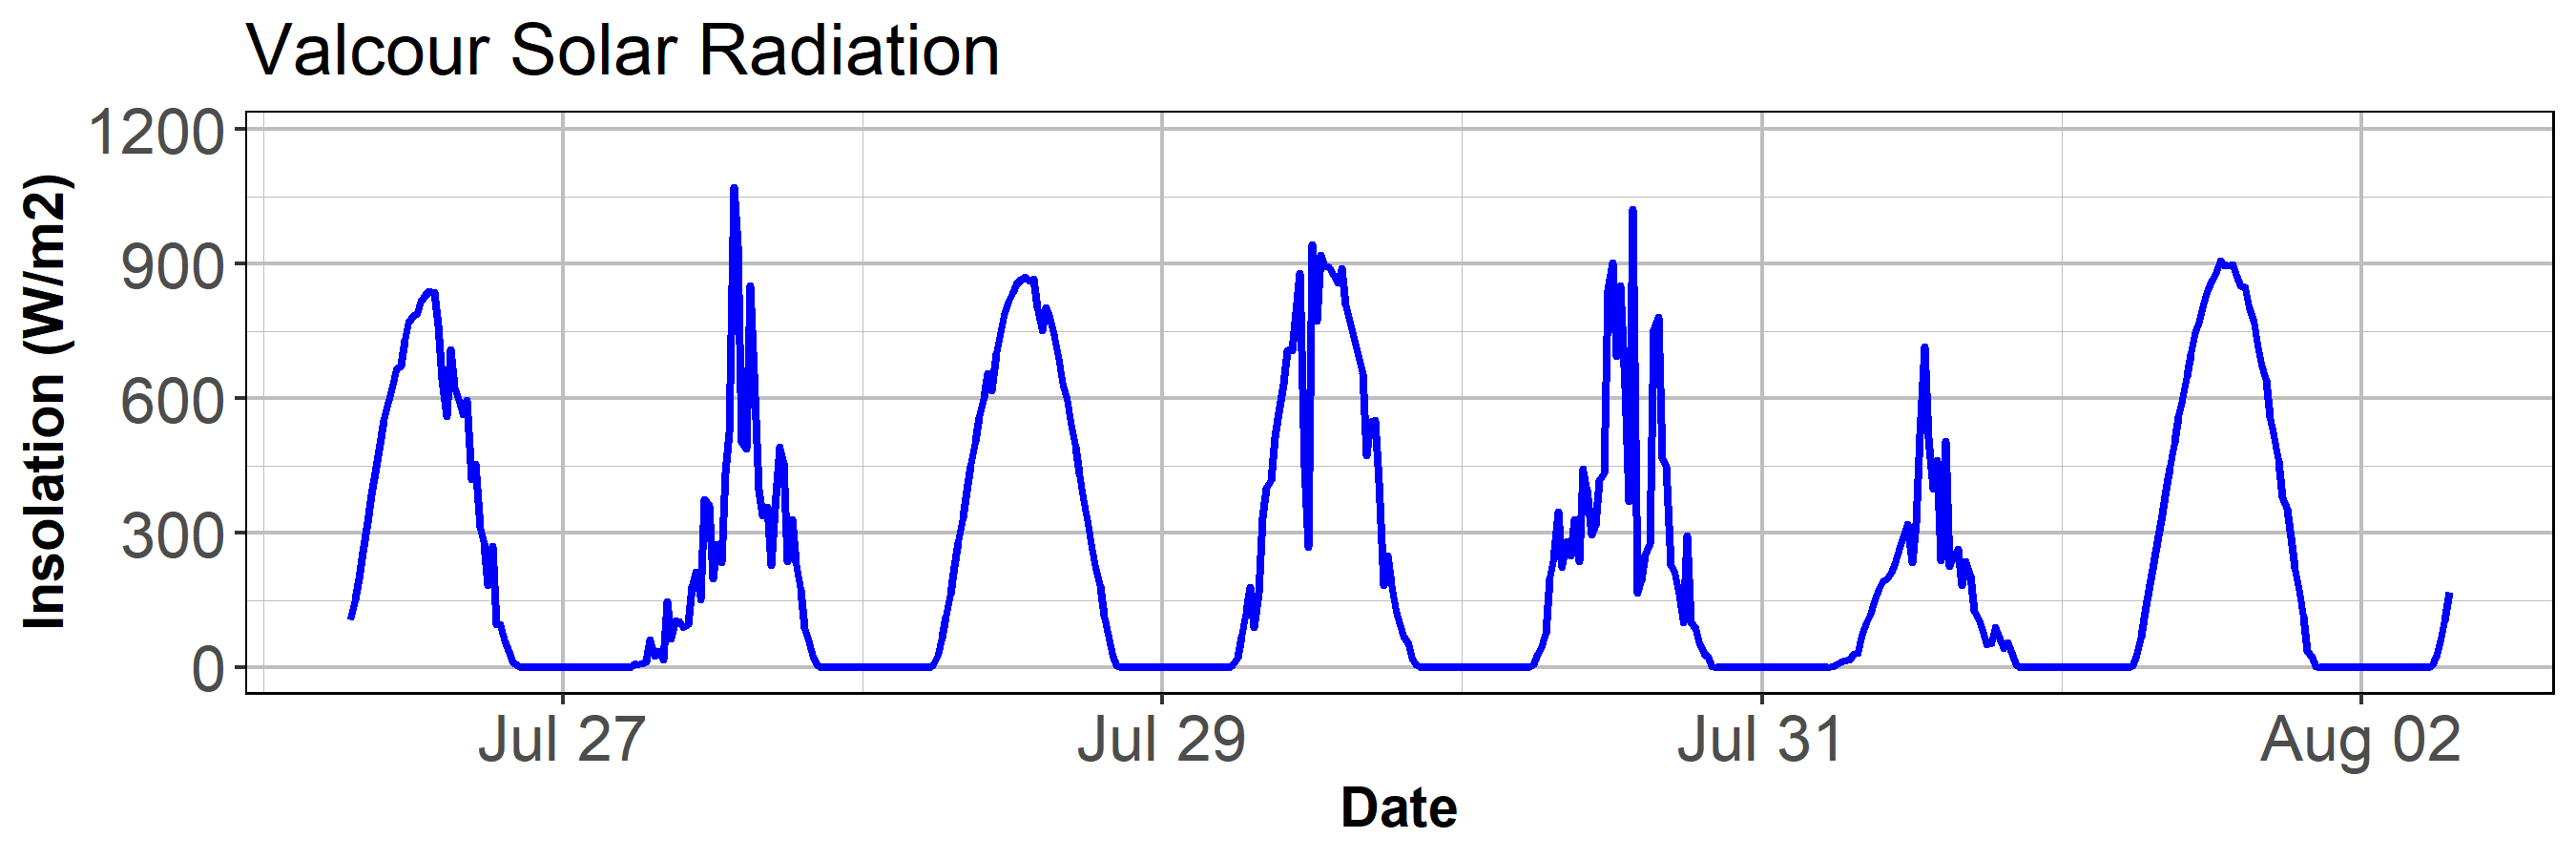 Valcour Solar Radiation
1200
900
600
300
0
Insolation (W/m2)
Jul 27 Jul 29 Jul 31 Aug 02
Date